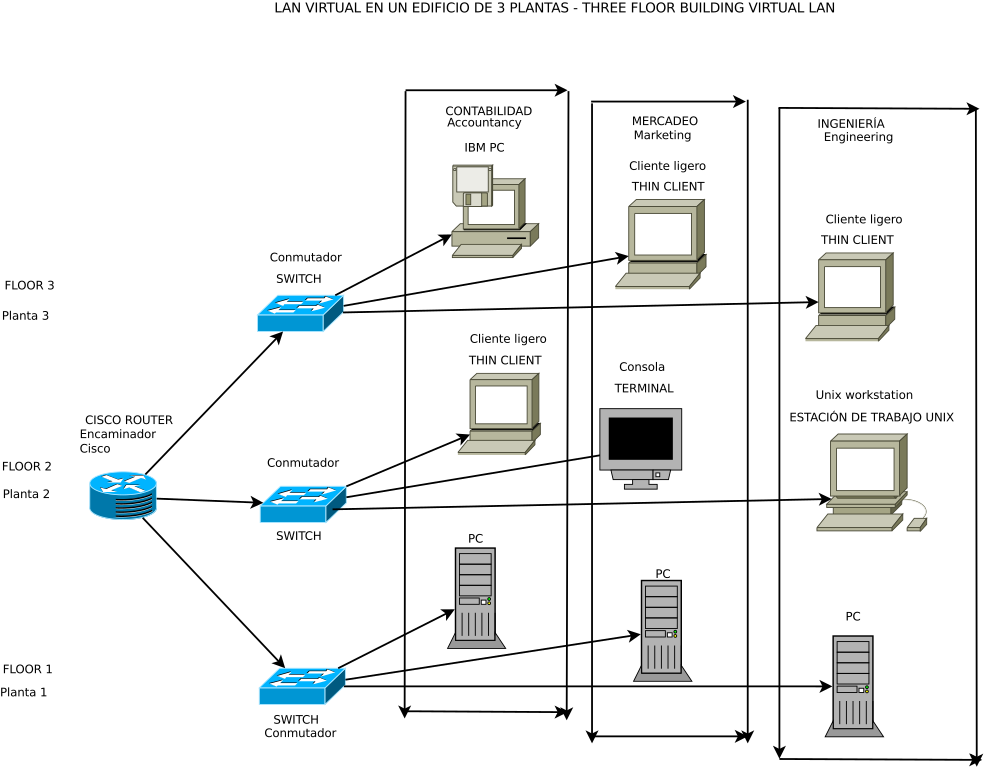 LAN VIRTUAL EN UN EDIFICIO DE 3 PLANTAS - THREE FLOOR BUILDING VIRTUAL LAN
CONTABILIDAD
Accountancy
IBM PC
MERCADEO
Marketing
Cliente ligero
THIN CLIENT
INGENIERÍA
Engineering
Cliente ligero
THIN CLIENT
Conmutador
SWITCH
FLOOR 3
Planta 3
Cliente ligero
THIN CLIENT
Consola
TERMINAL
Unix workstation
ESTACIÓN DE TRABAJO UNIX
CISCO ROUTER
Encaminador
Cisco
FLOOR 2
Planta 2
Conmutador
SWITCH
PC
PC
PC
FLOOR 1
Planta 1
SWITCH
Conmutador